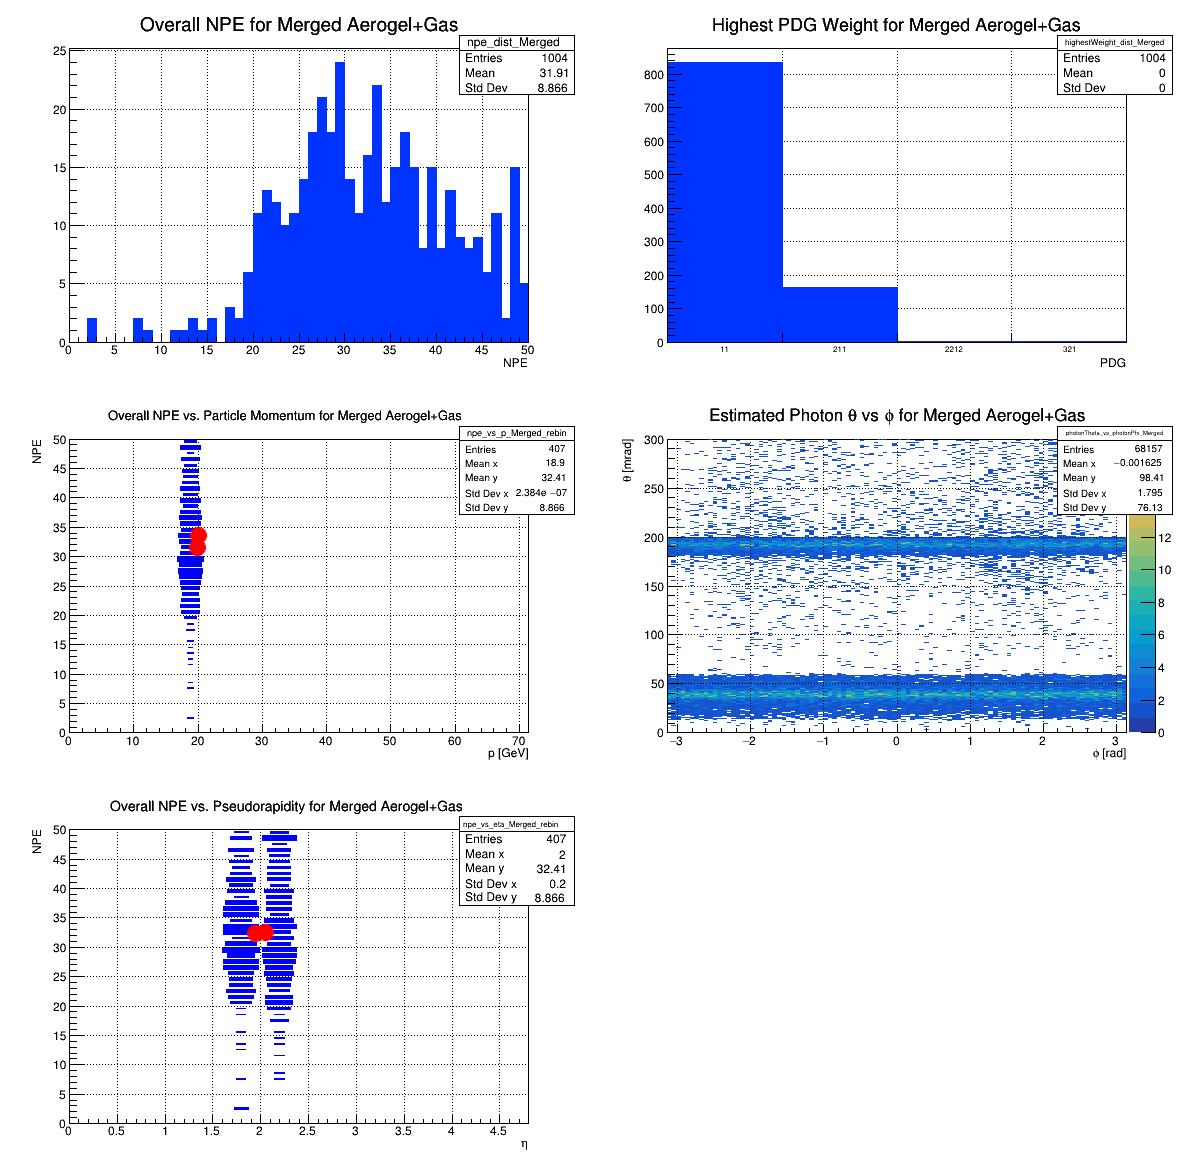 Overall NPE for Merged Aerogel+Gas
npe_dist_Merged
Entries 1004
Mean 31.91
Std Dev 8.866
25
20
15
10
5
0
0 5 10 15 20 25 30 35 40 45 50
NPE
Highest PDG Weight for Merged Aerogel+Gas
highestWeight_dist_Merged
Entries 1004
Mean 0
Std Dev 0
800
700
600
500
400
300
200
100
0
11 211 2212 321
PDG
Overall NPE vs. Particle Momentum for Merged Aerogel+Gas
npe_vs_p_Merged_rebin
Entries 407
Mean x 18.9
Mean y 32.41
Std Dev x 2.384e −07
Std Dev y 8.866
NPE
50
45
40
35
30
25
20
15
10
5
0
0 10 20 30 40 50 60 70
p [GeV]
Estimated Photon θ vs ϕ for Merged Aerogel+Gas
photonTheta_vs_photonPhi_Merged
Entries 68157
Mean x −0.001625
Mean y 98.41
Std Dev x 1.795
Std Dev y 76.13
θ [mrad]
300
250
200
150
100
50
0
−3 −2 −1 0 1 2 3
ϕ [rad]
12
10
8
6
4
2
0
Overall NPE vs. Pseudorapidity for Merged Aerogel+Gas
npe_vs_eta_Merged_rebin
Entries 407
Mean x 2
Mean y 32.41
Std Dev x 0.2
Std Dev y 8.866
NPE
50
45
40
35
30
25
20
15
10
5
0
0 0.5 1 1.5 2 2.5 3 3.5 4 4.5
η